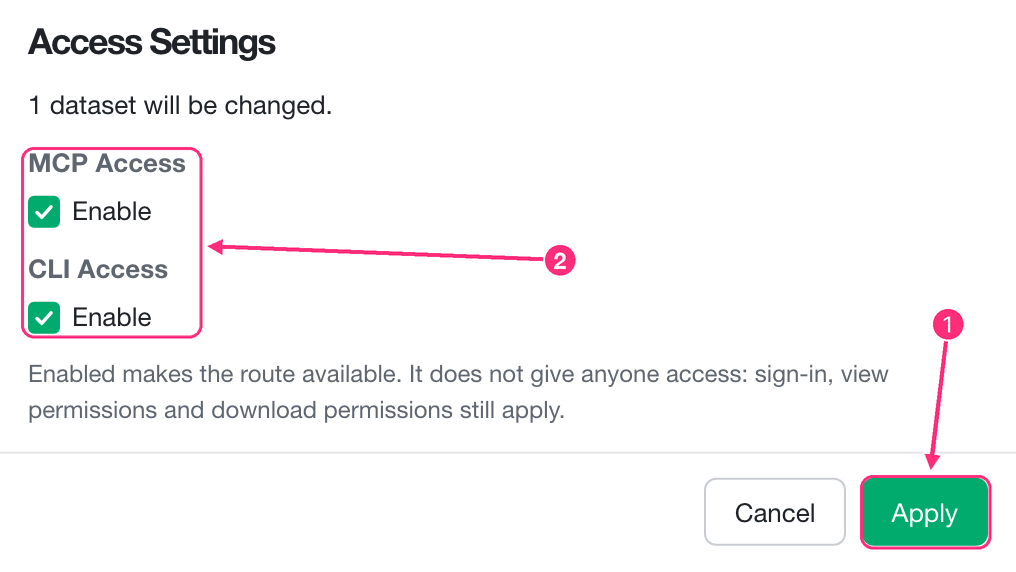 Access Settings
1 dataset will be changed.
MCP Access
Enable
2
CLI Access
Enable
1
Enabled makes the route available. It does not give anyone access: sign-in, view
permissions and download permissions still apply.
Cancel
Apply